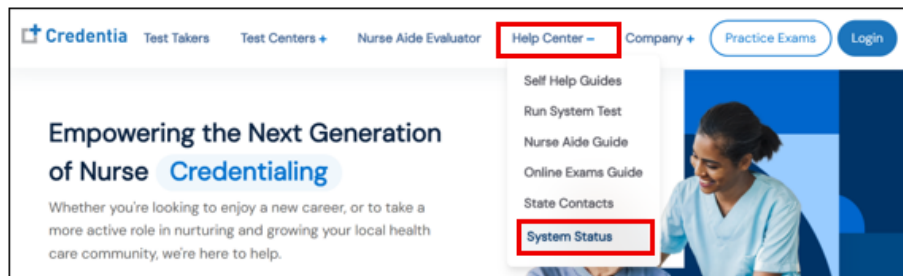 Credentia Test Takers Test Centers + Nurse Aide Evaluator Help Center – Company + Practice Exams Login
Self Help Guides
Run System Test
Nurse Aide Guide
Online Exams Guide
State Contacts
System Status
Empowering the Next Generation
of Nurse Credentialing
Whether you're looking to enjoy a new career, or to take a
more active role in nurturing and growing your local health
care community, we're here to help.